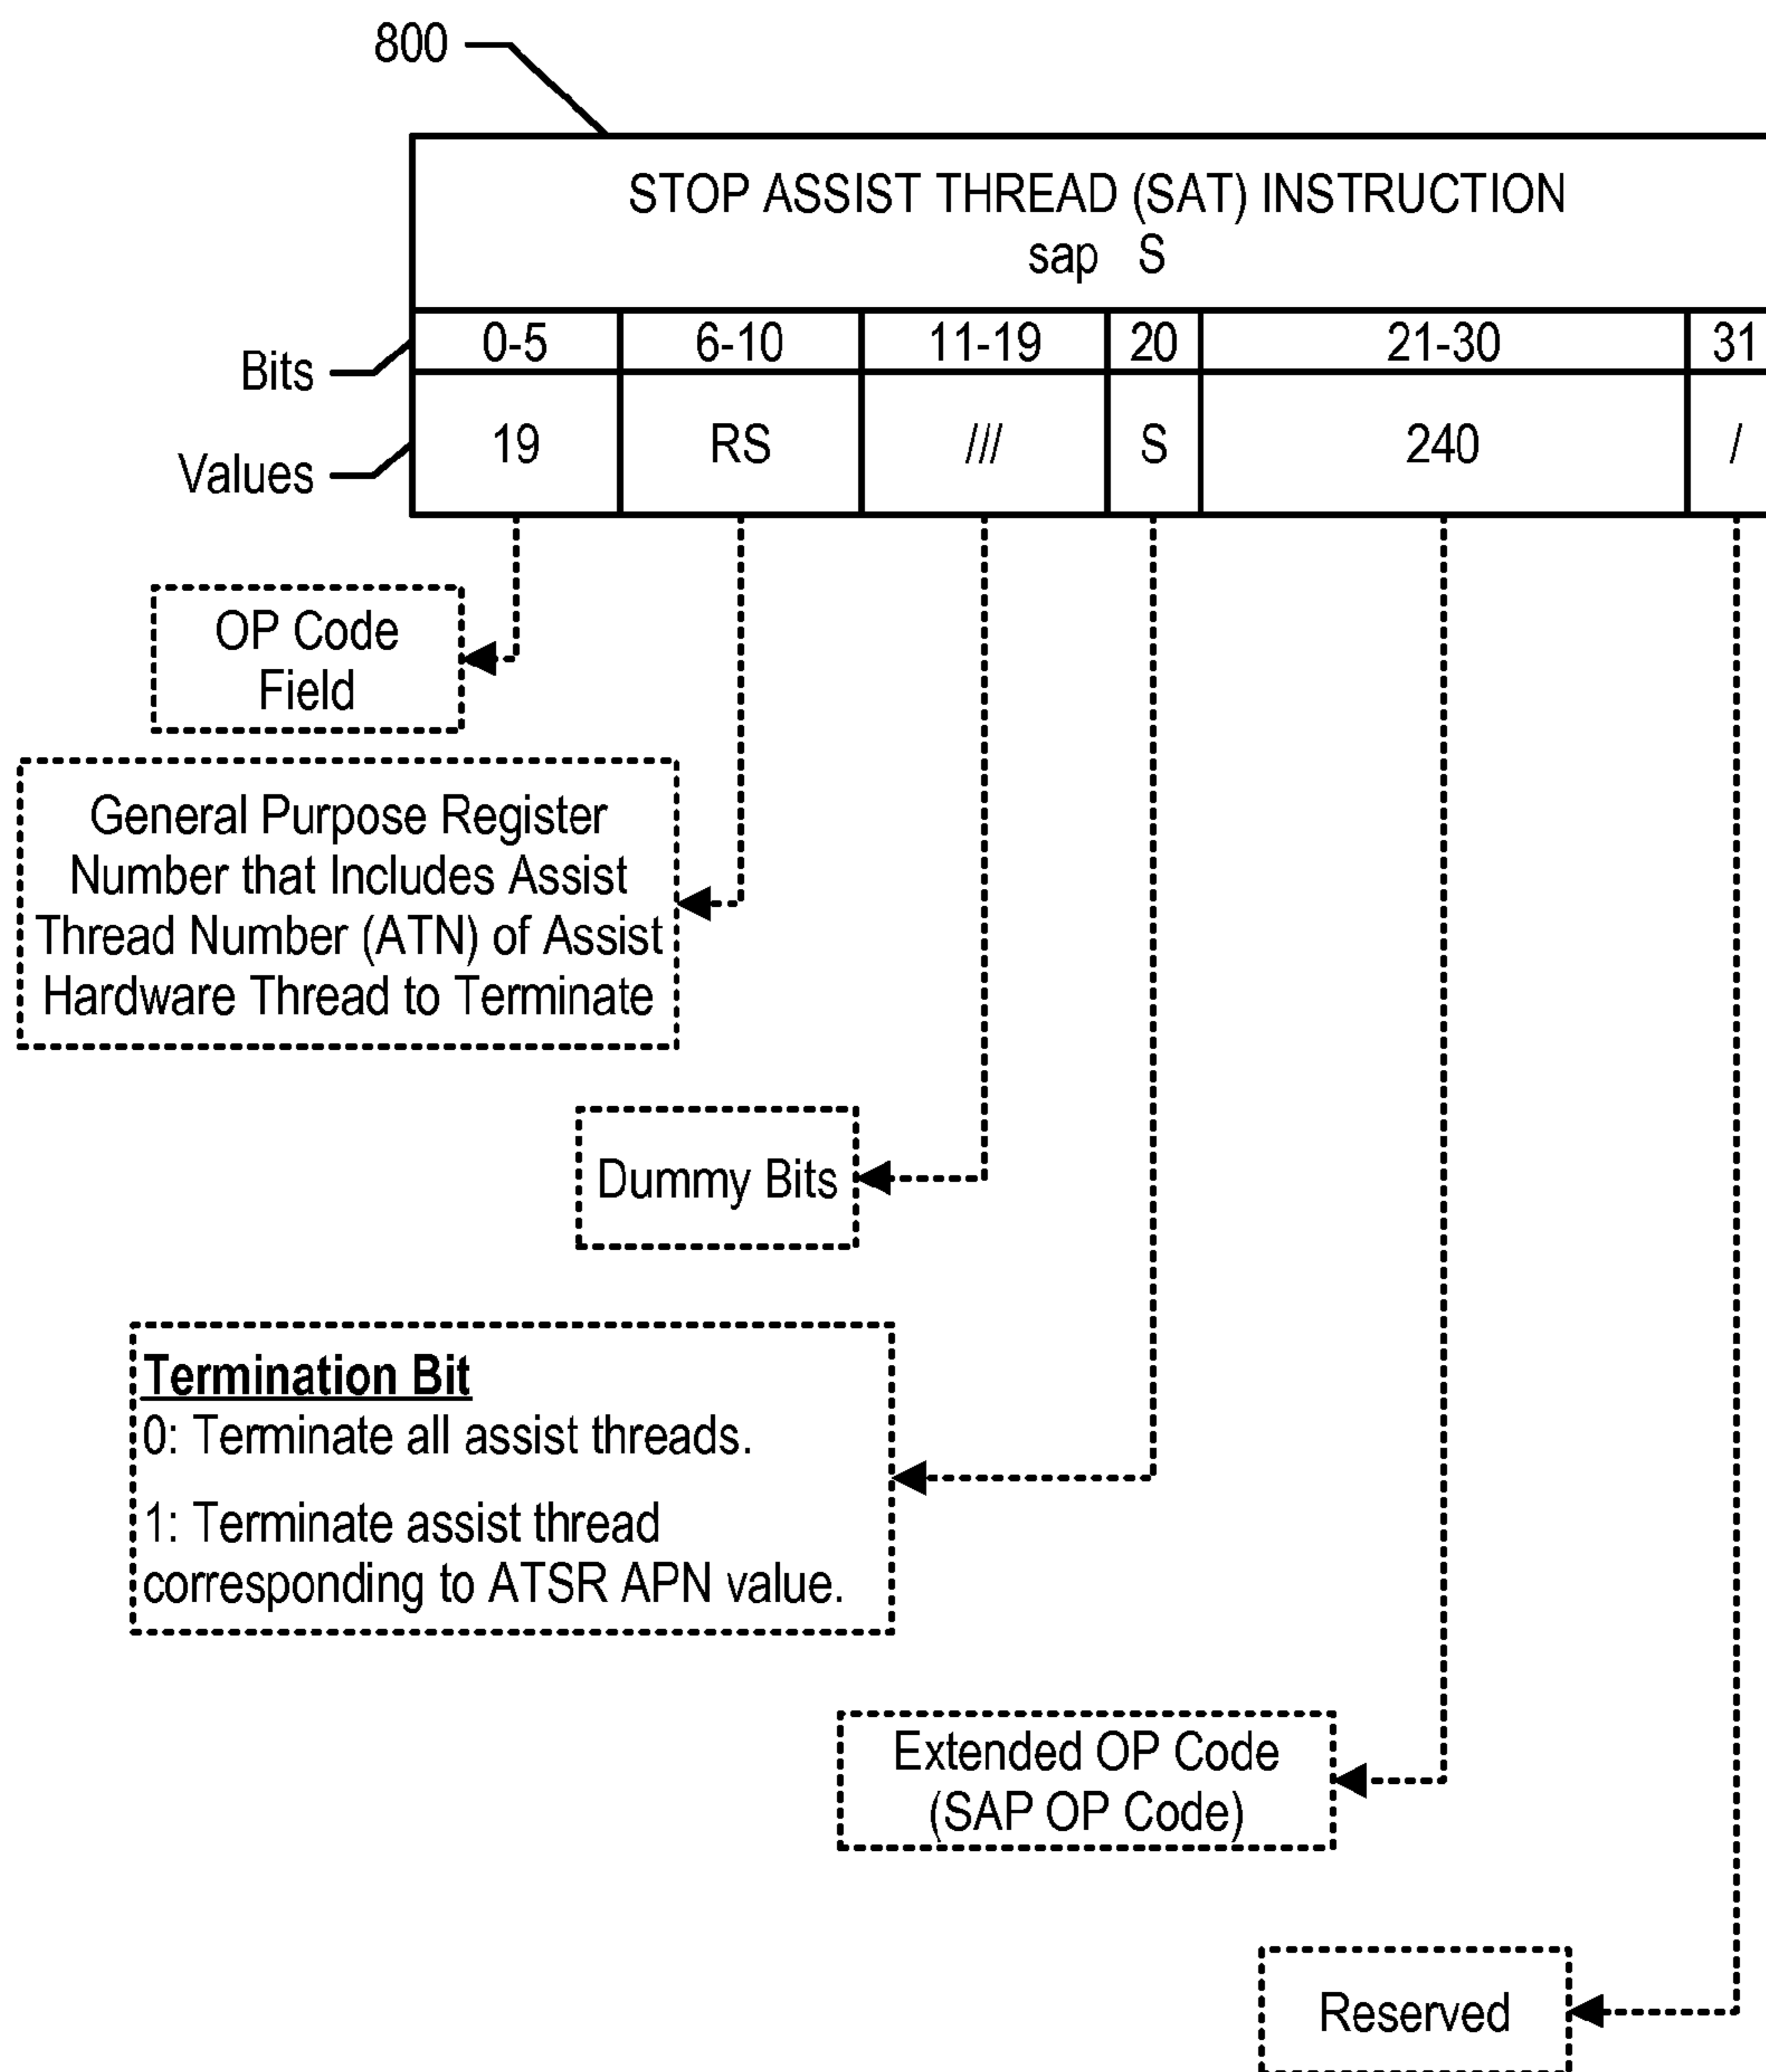 800
STOP ASSIST THREAD (SAT) INSTRUCTION
sap S
Bits
0-5 6-10 11-19 20 21-30 31
Values
19 RS /// S 240 /
OP Code
Field
General Purpose Register
Number that Includes Assist
Thread Number (ATN) of Assist
Hardware Thread to Terminate
Dummy Bits
Termination Bit
0: Terminate all assist threads.
1: Terminate assist thread
corresponding to ATSR APN value.
Extended OP Code
(SAP OP Code)
Reserved